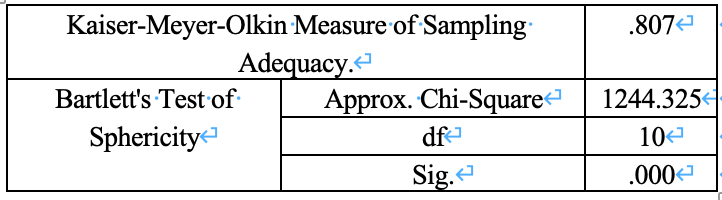 Kaiser-Meyer-Olkin Measure of Sampling
Adequacy.
.807
Bartlett's Test of
Sphericity
Approx. Chi-Square
1244.325
df
10
Sig.
.000